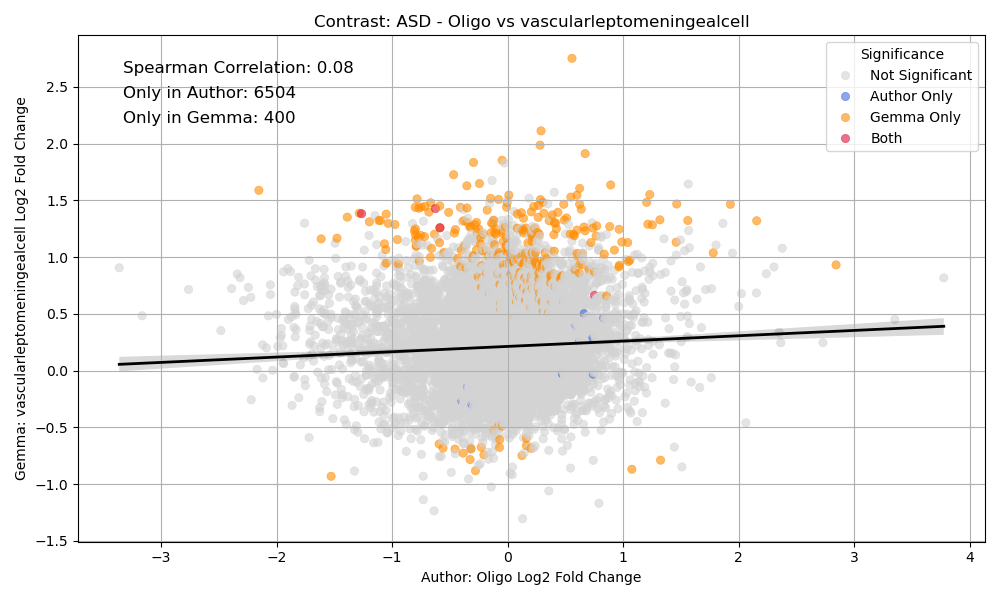 Contrast: ASD - Oligo vs vascularleptomeningealcell
Spearman Correlation: 0.08
Only in Author: 6504
Only in Gemma: 400
Significance
Not Significant
Author Only
Gemma Only
Both
Gemma: vascularleptomeningealcell Log2 Fold Change
2.5
2.0
1.5
1.0
0.5
0.0
−0.5
−1.0
−1.5
−3
−2
−1
0
1
2
3
4
Author: Oligo Log2 Fold Change